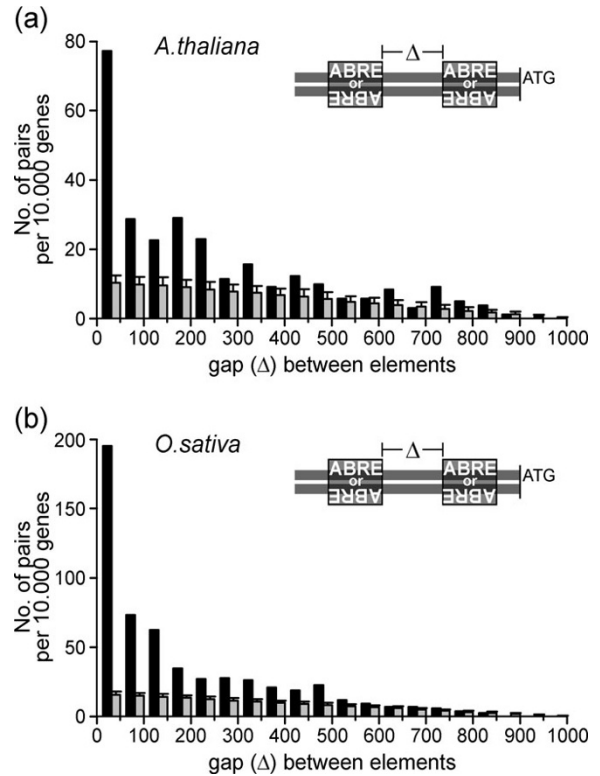 (a)
A.thaliana
Δ
ABRE ABRE
or or
ABRE ABRE
ATG
No. of pairs
per 10.000 genes
80
60
40
20
0
0 100 200 300 400 500 600 700 800 900 1000
gap (Δ) between elements
(b)
O.sativa
Δ
ABRE ABRE
or or
ABRE ABRE
ATG
No. of pairs
per 10.000 genes
200
150
100
50
0
0 100 200 300 400 500 600 700 800 900 1000
gap (Δ) between elements